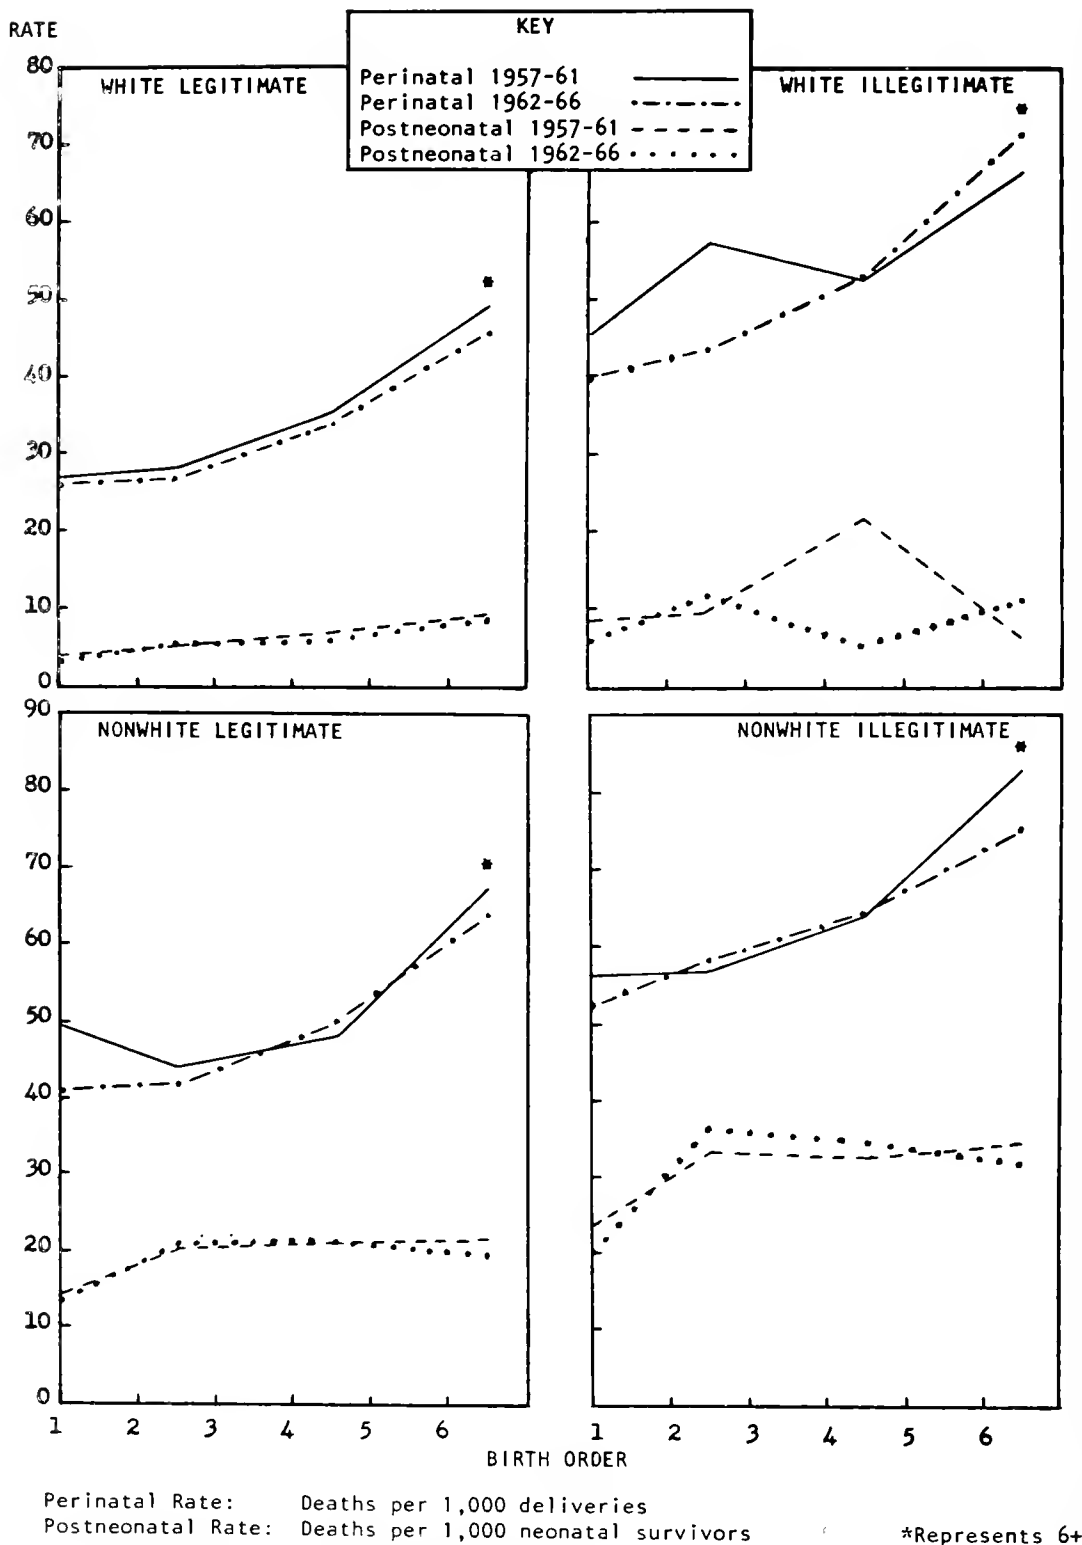 RATE
KEY
Perinatal 1957-61
Perinatal 1962-66
Postneonatal 1957-61
Postneonatal 1962-66
WHITE LEGITIMATE
80
70
60
50
40
30
20
10
0
*
WHITE ILLEGITIMATE
*
NONWHITE LEGITIMATE
90
80
70
60
50
40
30
20
10
0
*
1 2 3 4 5 6
NONWHITE ILLEGITIMATE
*
1 2 3 4 5 6
BIRTH ORDER
Perinatal Rate: Deaths per 1,000 deliveries
Postneonatal Rate: Deaths per 1,000 neonatal survivors
*Represents 6+